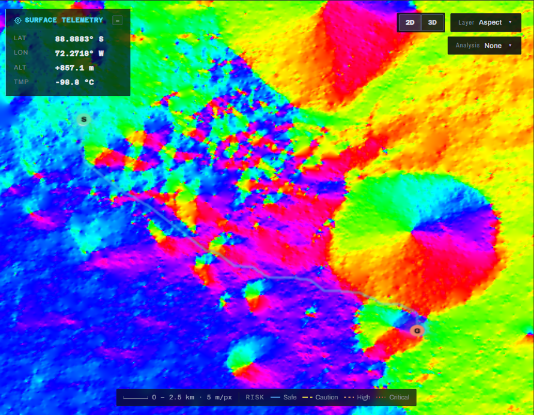 SURFACE TELEMETRY
LAT 88.8883° S
LON 72.2718° W
ALT +857.1 m
TMP -98.8 °C
2D 3D Layer Aspect
Analysis None
S
G
0 – 2.5 km · 5 m/px RISK Safe Caution High Critical